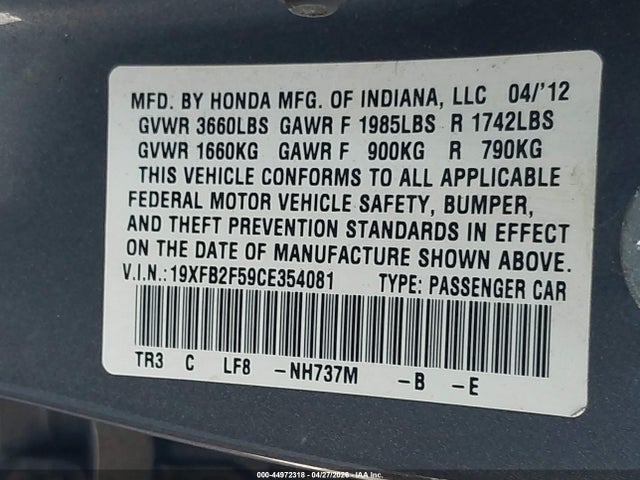 MFD. BY HONDA MFG. OF INDIANA, LLC 04/'12
GVWR 3660LBS GAWR F 1985LBS R 1742LBS
GVWR 1660KG GAWR F 900KG R 790KG
THIS VEHICLE CONFORMS TO ALL APPLICABLE
FEDERAL MOTOR VEHICLE SAFETY, BUMPER,
AND THEFT PREVENTION STANDARDS IN EFFECT
ON THE DATE OF MANUFACTURE SHOWN ABOVE.
V.I.N.:19XFB2F59CE354081 TYPE: PASSENGER CAR
TR3 C LF8 -NH737M -B -E
000-44972318 | 04/27/2026 | IAA Inc.